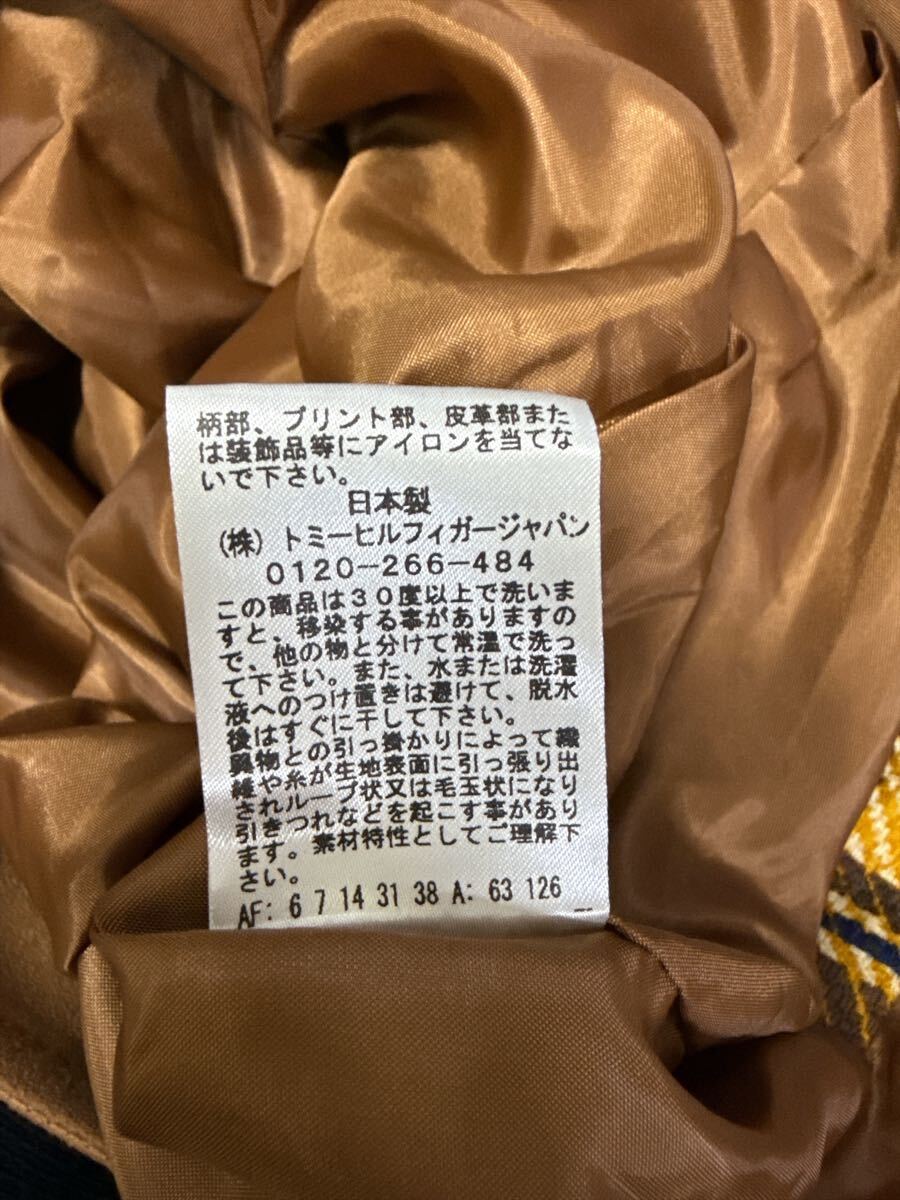 柄部、プリント部、皮革部また
は装飾品等にアイロンを当てな
いで下さい。
日本製
(株)トミーヒルフィガージャパン
0120-266-484
この商品は30度以上で洗いま
すと、移染する事がありますの
で、他の物と分けて常温で洗っ
て下さい。また、水または洗濯
液へのつけ置きは避けて、脱水
後はすぐに干して下さい。
異物との引っ掛かりによって繊
維や糸が生地表面に引っ張り出
されループ状又は毛玉状になり
引きつれなどを起こす事があり
ます。素材特性としてご理解下
さい。
AF: 6 7 14 31 38 A: 63 126